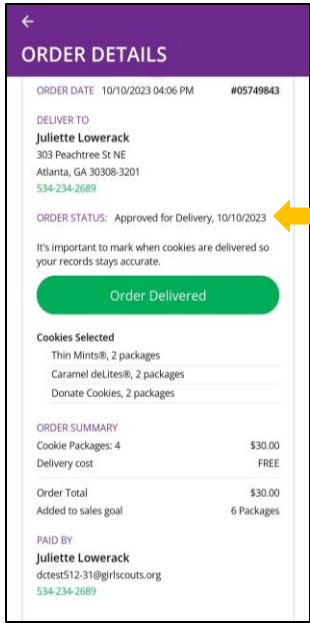 ORDER DETAILS
ORDER DATE 10/10/2023 04:06 PM #05749843
DELIVER TO
Juliette Lowerack
303 Peachtree St NE
Atlanta, GA 30308-3201
534-234-2689
ORDER STATUS: Approved for Delivery, 10/10/2023
It's important to mark when cookies are delivered so
your records stays accurate.
Order Delivered
Cookies Selected
Thin Mints®, 2 packages
Caramel deLites®, 2 packages
Donate Cookies, 2 packages
ORDER SUMMARY
Cookie Packages: 4 $30.00
Delivery cost FREE
Order Total $30.00
Added to sales goal 6 Packages
PAID BY
Juliette Lowerack
dctest512-31@girlscouts.org
534-234-2689